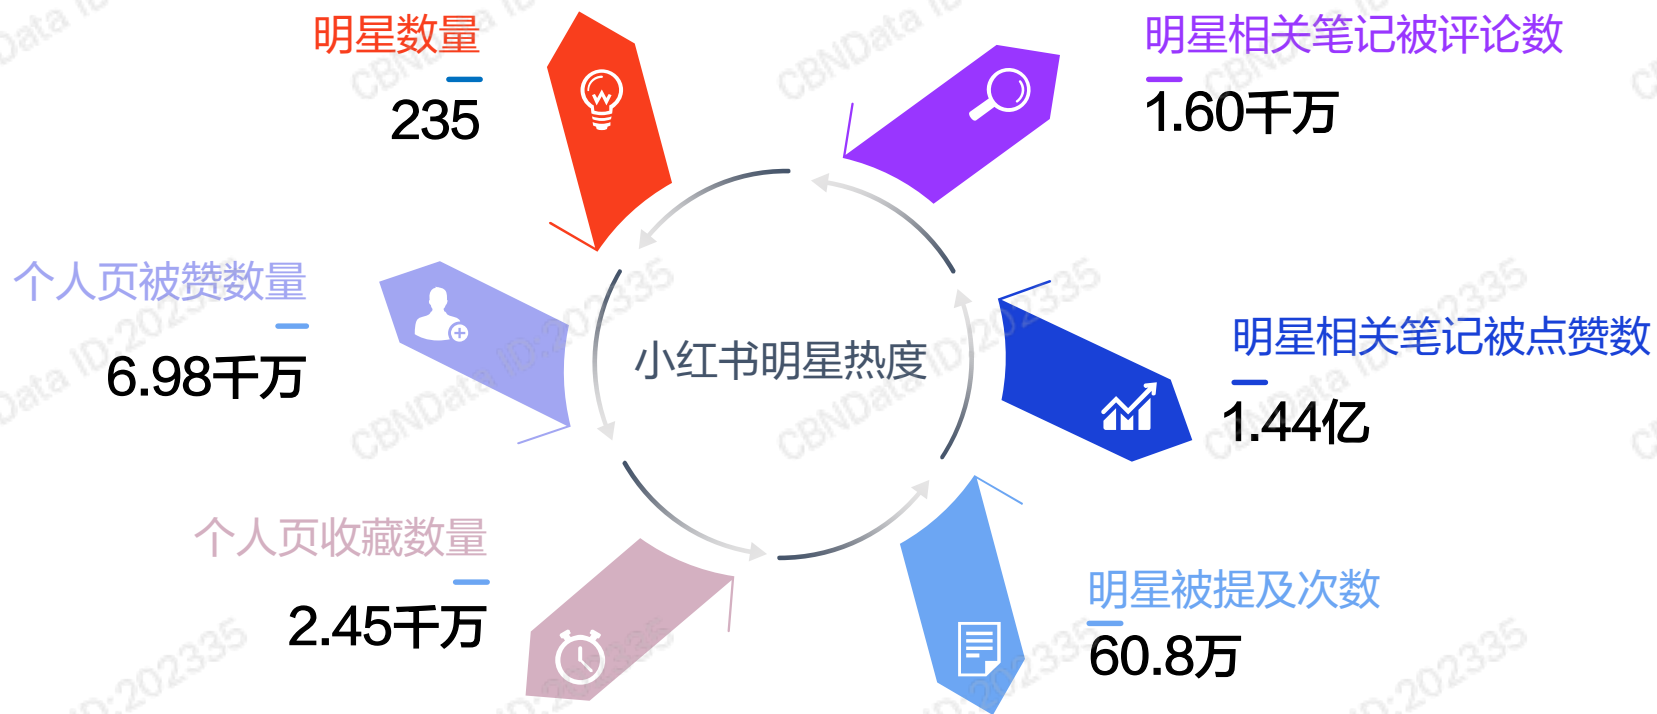 明星数量
235
明星相关笔记被评论数
1.60千万
个人页被赞数量
6.98千万
小红书明星热度
明星相关笔记被点赞数
1.44亿
个人页收藏数量
2.45千万
明星被提及次数
60.8万
CBNData ID:202335